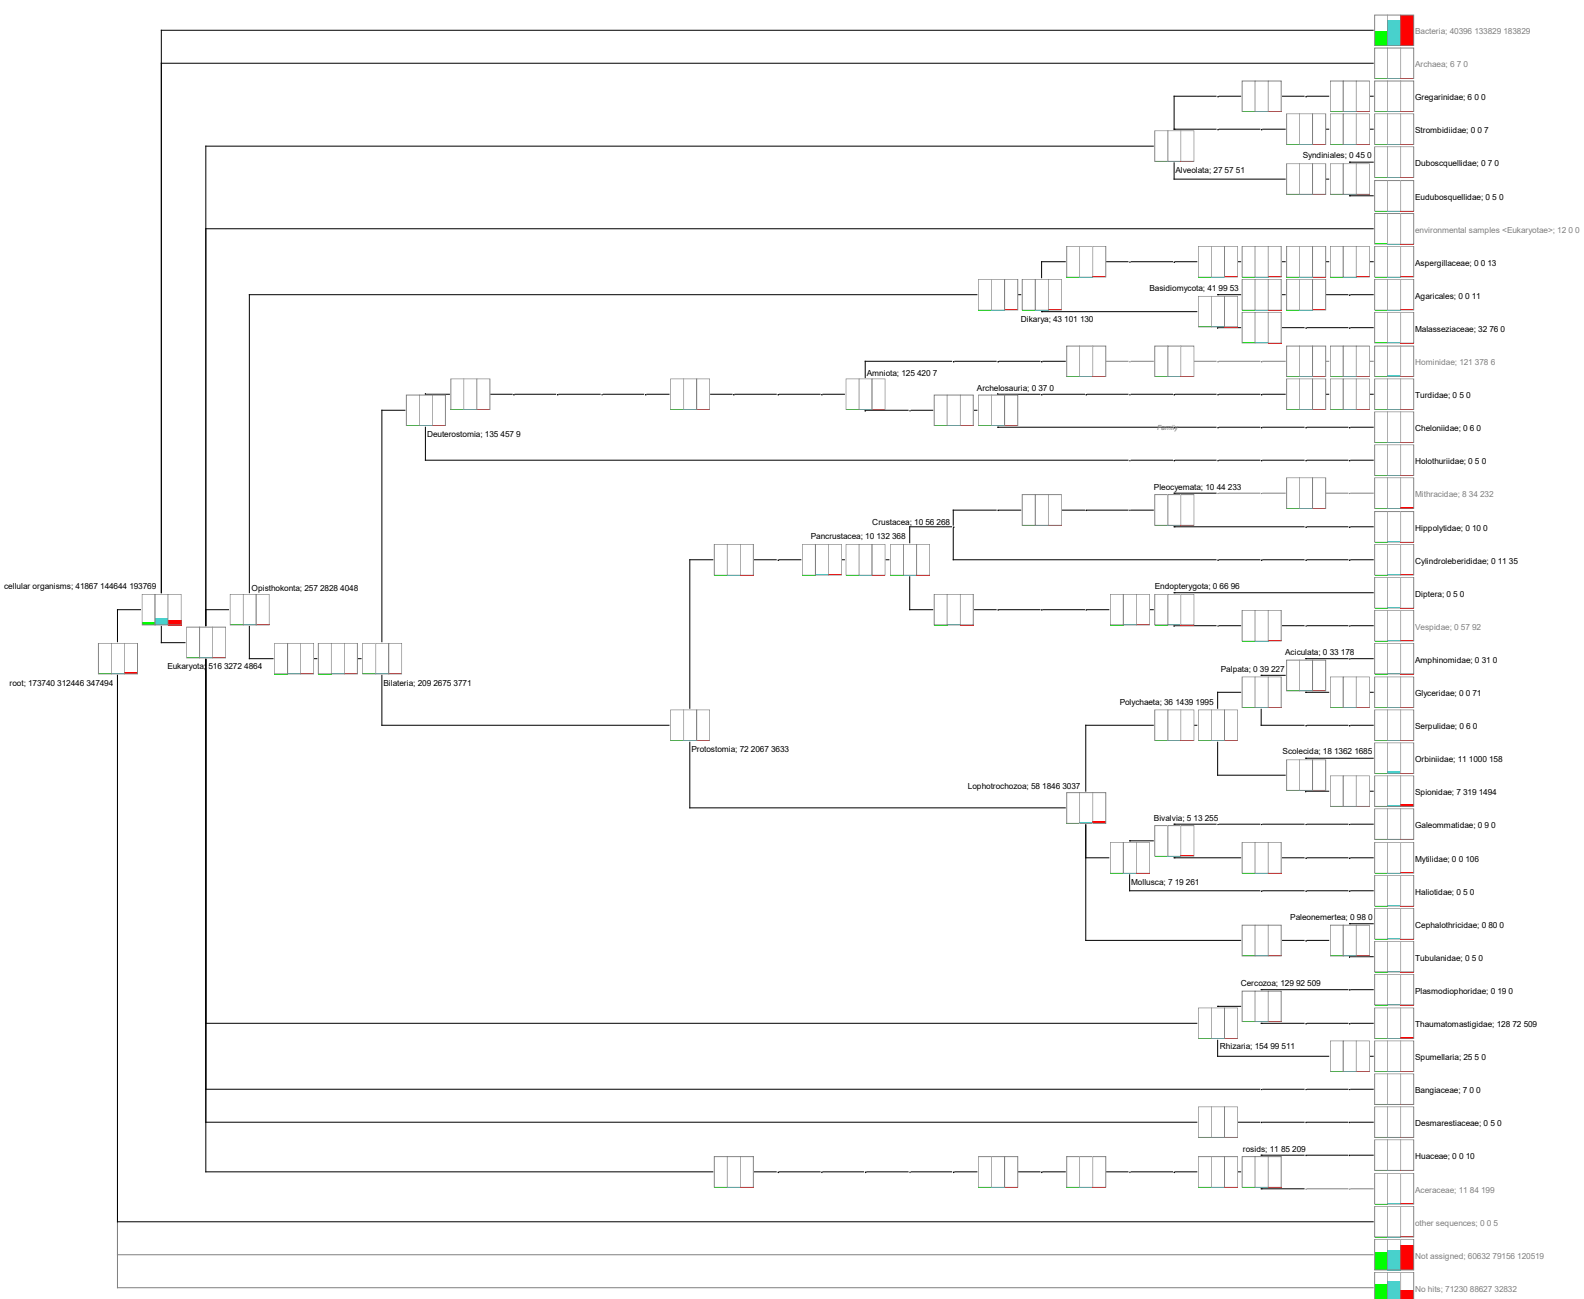 Bacteria; 40396 133829 183829
Archaea; 6 7 0
Gregarinidae; 6 0 0
Strombidiidae; 0 0 7
Syndiniales; 0 45 0
Duboscquellidae; 0 7 0
Alveolata; 27 57 51
Eudubosquellidae; 0 5 0
environmental samples <Eukaryotae>; 12 0 0
Aspergillaceae; 0 0 13
Basidiomycota; 41 99 53
Agaricales; 0 0 11
Dikarya; 43 101 130
Malasseziaceae; 32 76 0
Hominidae; 121 378 6
Amniota; 125 420 7
Archelosauria; 0 37 0
Turdidae; 0 5 0
Family
Cheloniidae; 0 6 0
Deuterostomia; 135 457 9
Holothuriidae; 0 5 0
Pleocyemata; 10 44 233
Mithracidae; 8 34 232
Crustacea; 10 56 268
Hippolytidae; 0 10 0
Pancrustacea; 10 132 368
Cylindroleberididae; 0 11 35
cellular organisms; 41867 144644 193769
Opisthokonta; 257 2828 4048
Endopterygota; 0 66 96
Diptera; 0 5 0
Vespidae; 0 57 92
Aciculata; 0 33 178
Amphinomidae; 0 31 0
Eukaryota; 516 3272 4864
Palpata; 0 39 227
root; 173740 312446 347494
Bilateria; 209 2675 3771
Glyceridae; 0 0 71
Polychaeta; 36 1439 1995
Serpulidae; 0 6 0
Protostomia; 72 2067 3633
Scolecida; 18 1362 1685
Orbiniidae; 11 1000 158
Lophotrochozoa; 58 1846 3037
Spionidae; 7 319 1494
Bivalvia; 5 13 255
Galeommatidae; 0 9 0
Mytilidae; 0 0 106
Mollusca; 7 19 261
Haliotidae; 0 5 0
Paleonemertea; 0 98 0
Cephalothricidae; 0 80 0
Tubulanidae; 0 5 0
Cercozoa; 129 92 509
Plasmodiophoridae; 0 19 0
Thaumatomastigidae; 128 72 509
Rhizaria; 154 99 511
Spumellaria; 25 5 0
Bangiaceae; 7 0 0
Desmarestiaceae; 0 5 0
rosids; 11 85 209
Huaceae; 0 0 10
Aceraceae; 11 84 199
other sequences; 0 0 5
Not assigned; 60632 79156 120519
No hits; 71230 88627 32832